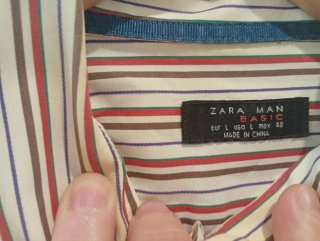 ZARA MAN
BASIC
eur L usa L mex 40
MADE IN CHINA